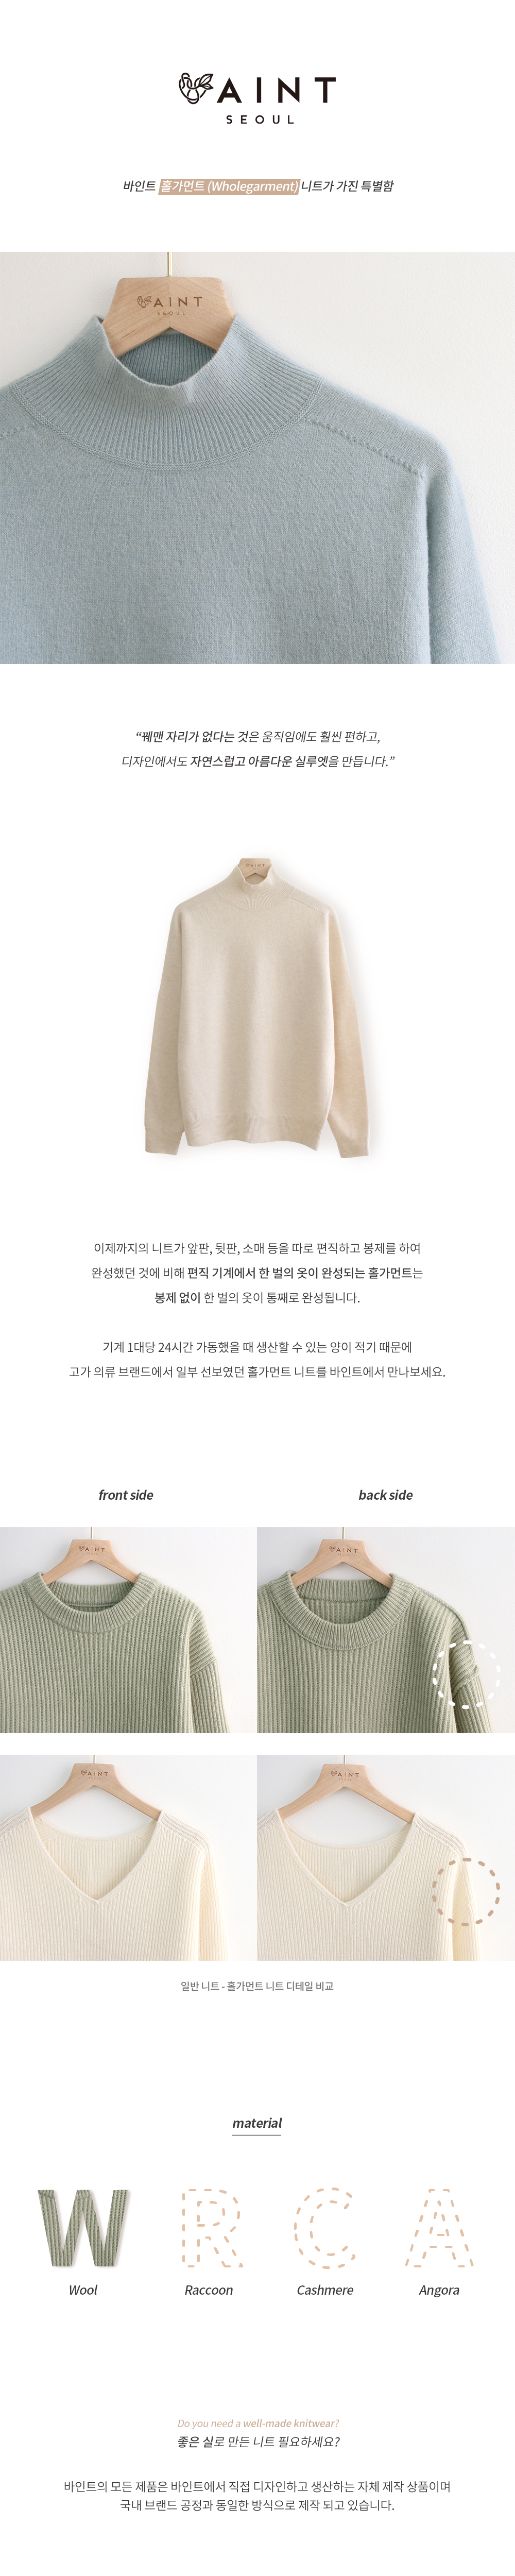 VAINT
SEOUL
바인트 홀가먼트 (Wholegarment) 니트가 가진 특별함
VAINT
SEOUL
“꿰맨 자리가 없다는 것은 움직임에도 훨씬 편하고,
디자인에서도 자연스럽고 아름다운 실루엣을 만듭니다.”
VAINT
이제까지의 니트가 앞판, 뒷판, 소매 등을 따로 편직하고 봉제를 하여
완성했던 것에 비해 편직 기계에서 한 벌의 옷이 완성되는 홀가먼트는
봉제 없이 한 벌의 옷이 통째로 완성됩니다.
기계 1대당 24시간 가동했을 때 생산할 수 있는 양이 적기 때문에
고가 의류 브랜드에서 일부 선보였던 홀가먼트 니트를 바인트에서 만나보세요.
front side
back side
VAINT
VAINT
VAINT
VAINT
일반 니트 - 홀가먼트 니트 디테일 비교
material
W R C A
Wool
Raccoon
Cashmere
Angora
Do you need a well-made knitwear?
좋은 실로 만든 니트 필요하세요?
바인트의 모든 제품은 바인트에서 직접 디자인하고 생산하는 자체 제작 상품이며
국내 브랜드 공정과 동일한 방식으로 제작 되고 있습니다.